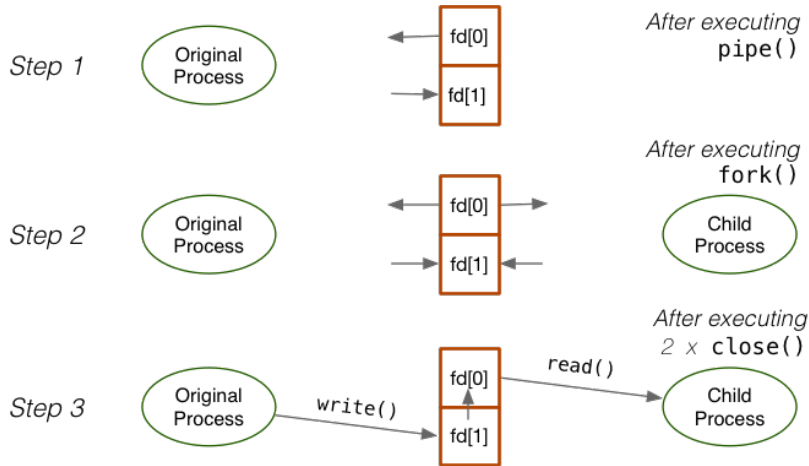 Step 1
Original
Process
fd[0]
fd[1]
After executing
pipe()
Step 2
Original
Process
fd[0]
fd[1]
After executing
fork()
Child
Process
Step 3
Original
Process
write()
fd[0]
fd[1]
read()
After executing
2 x close()
Child
Process